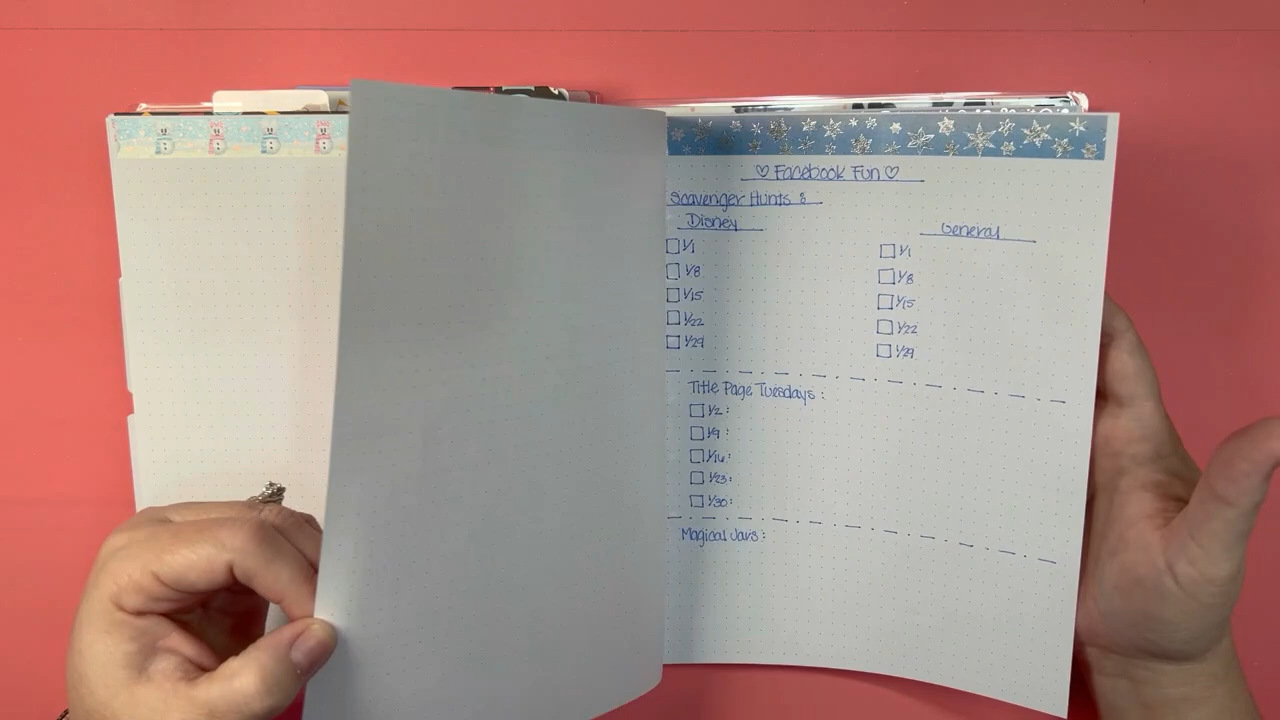 ♡ Facebook Fun ♡
Scavenger Hunts :
Disney
1/1
1/8
1/15
1/22
1/29
General
1/1
1/8
1/15
1/22
1/29
Title Page Tuesdays :
1/2 :
1/9 :
1/16 :
1/23 :
1/30 :
Magical Jars :